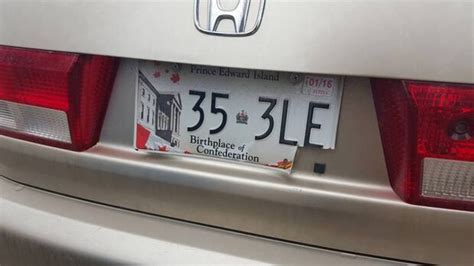 Prince Edward Island
01/16
35 3LE
Birthplace of
Confederation